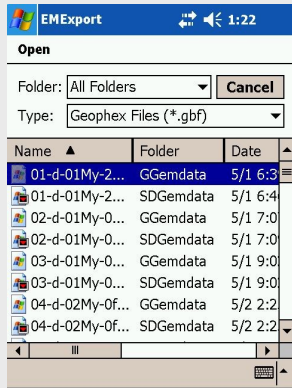 EMExport 1:22
Open
Folder: All Folders Cancel
Type: Geophex Files (*.gbf)
Name Folder Date
01-d-01My-2... GGemdata 5/1 6:3
01-d-01My-2... SDGemdata 5/1 6:4
02-d-01My-0... GGemdata 5/1 7:0
02-d-01My-0... SDGemdata 5/1 7:0
03-d-01My-0... GGemdata 5/1 9:0
03-d-01My-0... SDGemdata 5/1 9:0
04-d-02My-0f... GGemdata 5/2 2:2
04-d-02My-0f... SDGemdata 5/2 2:2